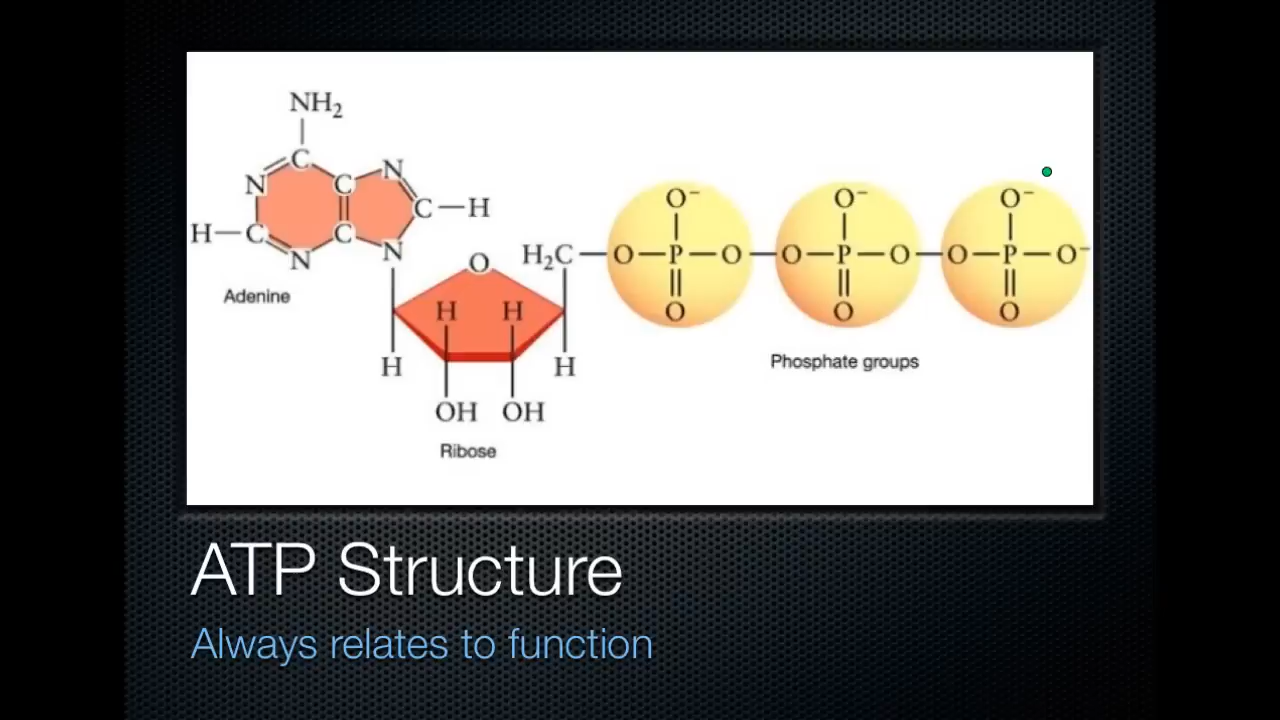 NH₂
N C C N C—H
H—C N C N
Adenine
O
H H
H H
OH OH
Ribose
H₂C—O—P—O—O—P—O—O—P—O⁻
O⁻ O⁻ O⁻
O O O
Phosphate groups
ATP Structure
Always relates to function